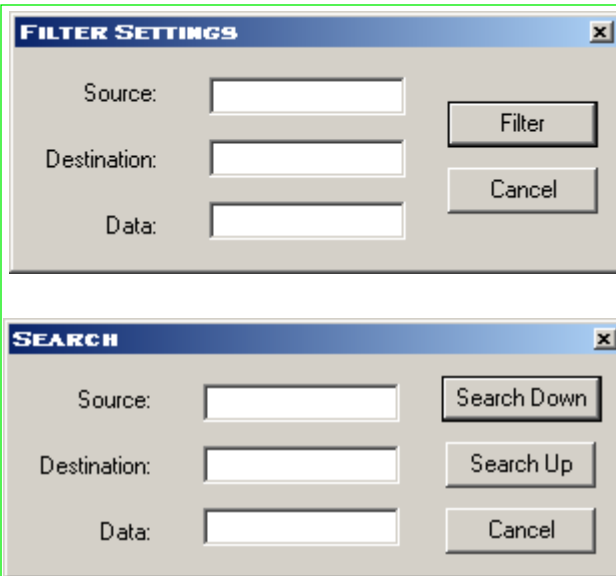 FILTER SETTINGS
Source:
Filter
Destination:
Cancel
Data:
SEARCH
Source:
Search Down
Destination:
Search Up
Data:
Cancel